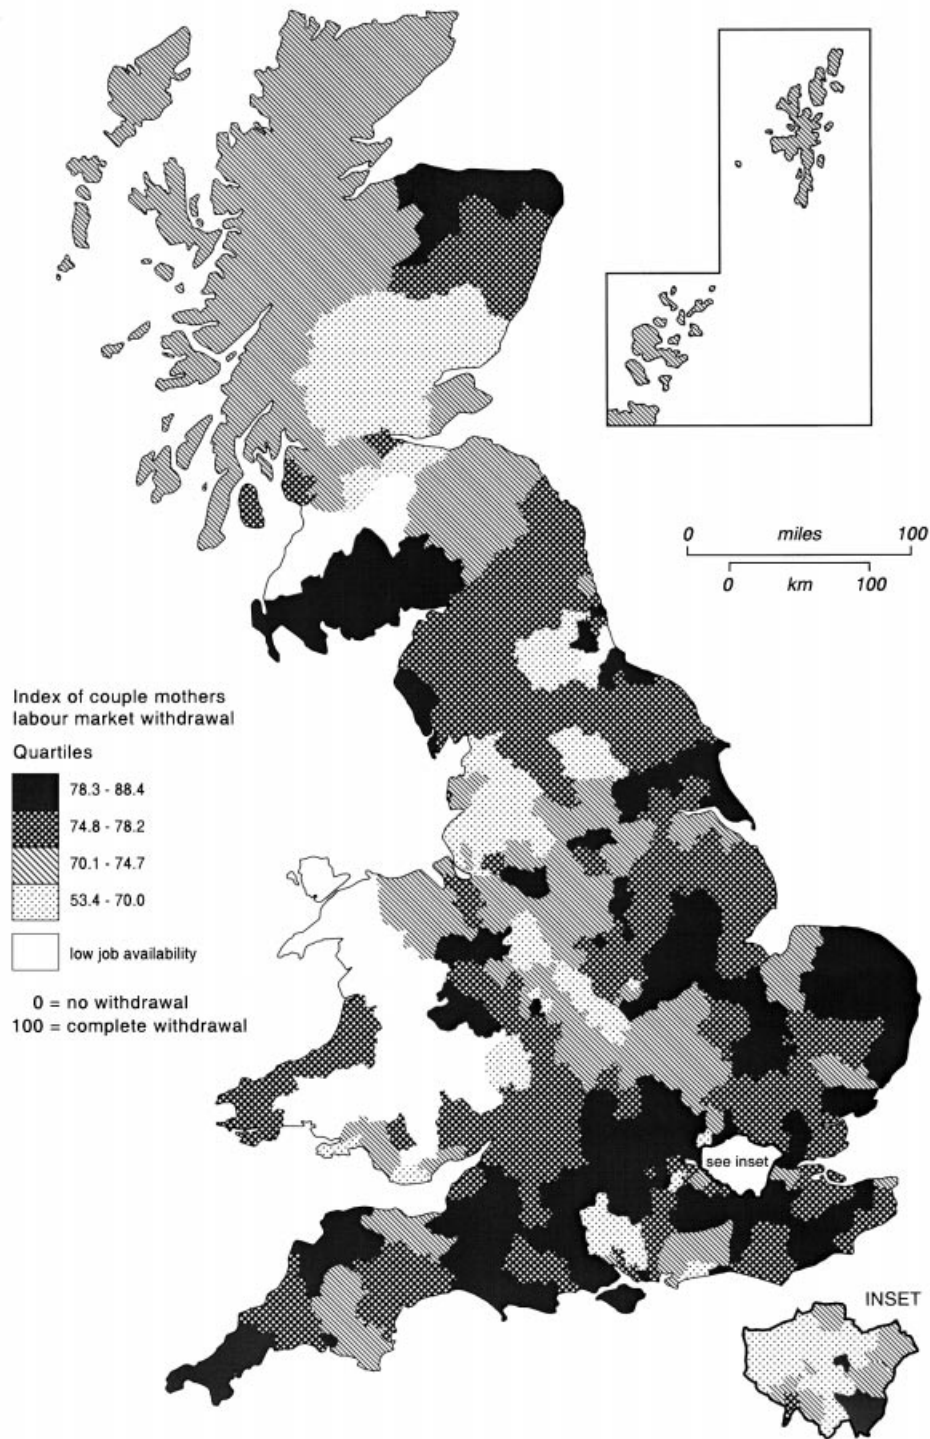 0 miles 100
0 km 100
Index of couple mothers
labour market withdrawal
Quartiles
78.3 - 88.4
74.8 - 78.2
70.1 - 74.7
53.4 - 70.0
low job availability
0 = no withdrawal
100 = complete withdrawal
see inset
INSET